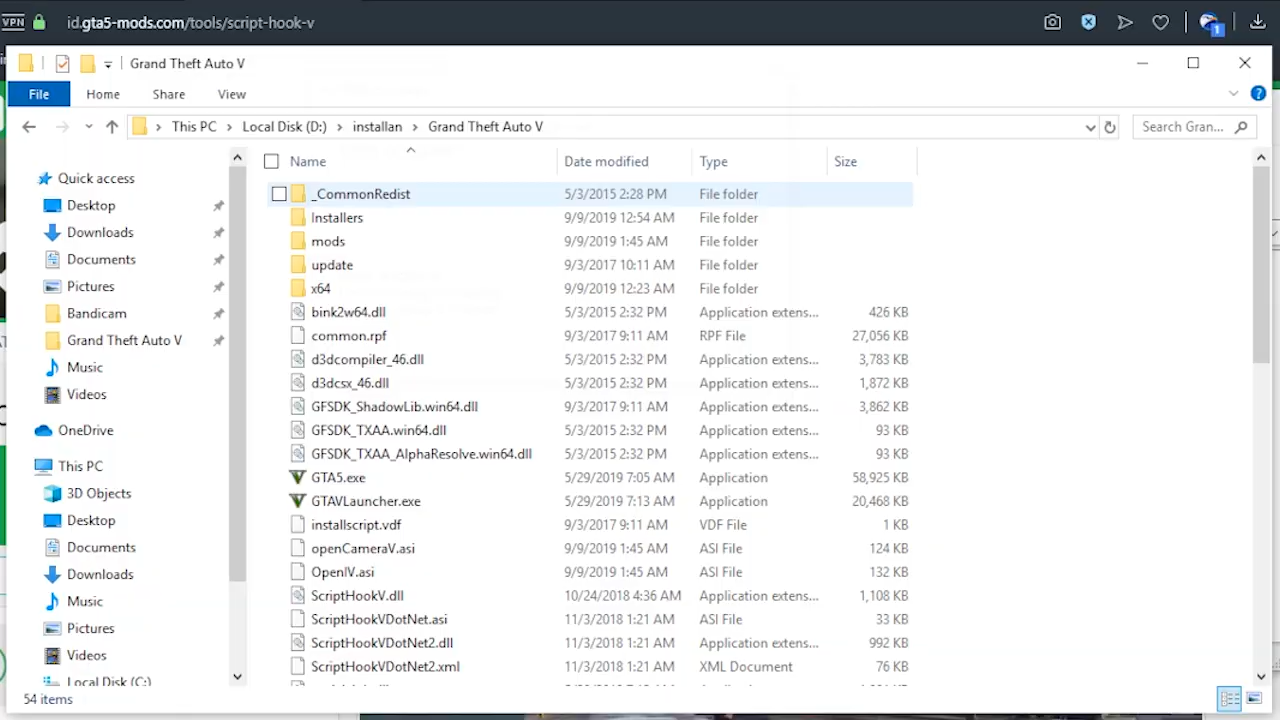 VPN id.gta5-mods.com/tools/script-hook-v 1
Grand Theft Auto V
File Home Share View
This PC > Local Disk (D:) > installan > Grand Theft Auto V Search Gran...
Name Date modified Type Size
Quick access
Desktop
Downloads
Documents
Pictures
Bandicam
Grand Theft Auto V
Music
Videos
OneDrive
This PC
3D Objects
Desktop
Documents
Downloads
Music
Pictures
Videos
Local Disk (C:)
_CommonRedist 5/3/2015 2:28 PM File folder
Installers 9/9/2019 12:54 AM File folder
mods 9/9/2019 1:45 AM File folder
update 9/3/2017 10:11 AM File folder
x64 9/9/2019 12:23 AM File folder
bink2w64.dll 5/3/2015 2:32 PM Application extens... 426 KB
common.rpf 9/3/2017 9:11 AM RPF File 27,056 KB
d3dcompiler_46.dll 5/3/2015 2:32 PM Application extens... 3,783 KB
d3dcsx_46.dll 5/3/2015 2:32 PM Application extens... 1,872 KB
GFSDK_ShadowLib.win64.dll 9/3/2017 9:11 AM Application extens... 3,862 KB
GFSDK_TXAA.win64.dll 5/3/2015 2:32 PM Application extens... 93 KB
GFSDK_TXAA_AlphaResolve.win64.dll 5/3/2015 2:32 PM Application extens... 93 KB
GTA5.exe 5/29/2019 7:05 AM Application 58,925 KB
GTAVLauncher.exe 5/29/2019 7:13 AM Application 20,468 KB
installscript.vdf 9/3/2017 9:11 AM VDF File 1 KB
openCameraV.asi 9/9/2019 1:45 AM ASI File 124 KB
OpenIV.asi 9/9/2019 1:45 AM ASI File 132 KB
ScriptHookV.dll 10/24/2018 4:36 AM Application extens... 1,108 KB
ScriptHookVDotNet.asi 11/3/2018 1:21 AM ASI File 33 KB
ScriptHookVDotNet2.dll 11/3/2018 1:21 AM Application extens... 992 KB
ScriptHookVDotNet2.xml 11/3/2018 1:21 AM XML Document 76 KB
54 items